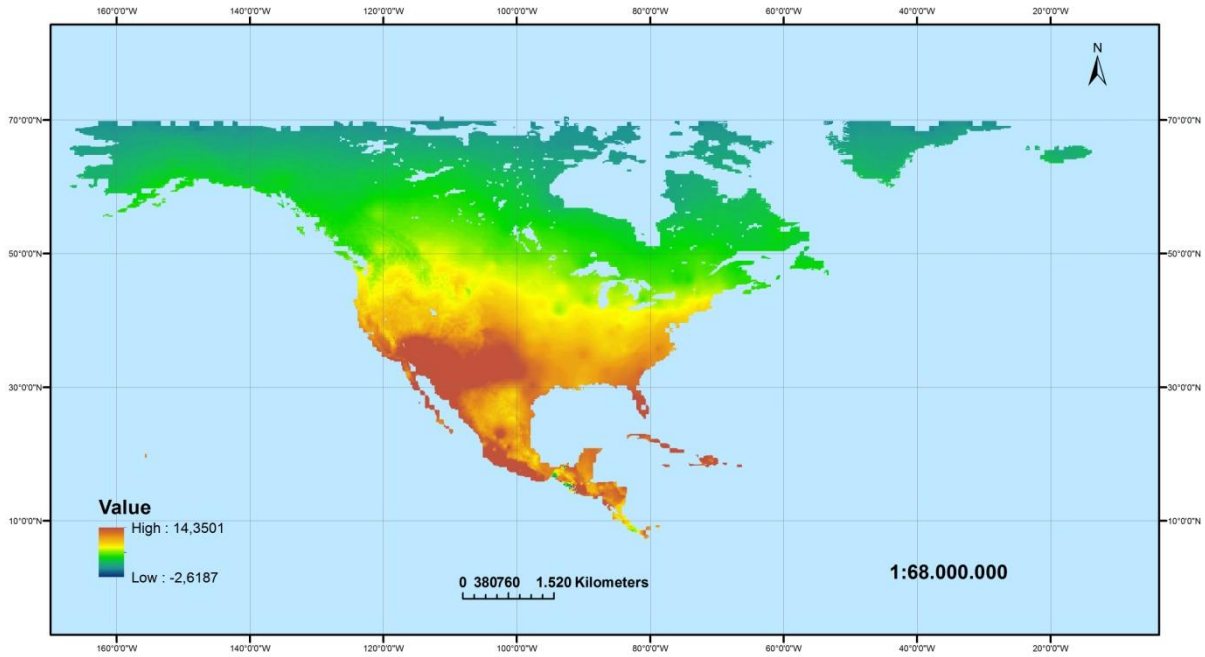 160°0'0"W 140°0'0"W 120°0'0"W 100°0'0"W 80°0'0"W 60°0'0"W 40°0'0"W 20°0'0"W
N
70°0'0"N 70°0'0"N
50°0'0"N 50°0'0"N
30°0'0"N 30°0'0"N
Value
High : 14,3501
10°0'0"N 10°0'0"N
Low : -2,6187
0 380760 1.520 Kilometers
1:68.000.000
160°0'0"W 140°0'0"W 120°0'0"W 100°0'0"W 80°0'0"W 60°0'0"W 40°0'0"W 20°0'0"W